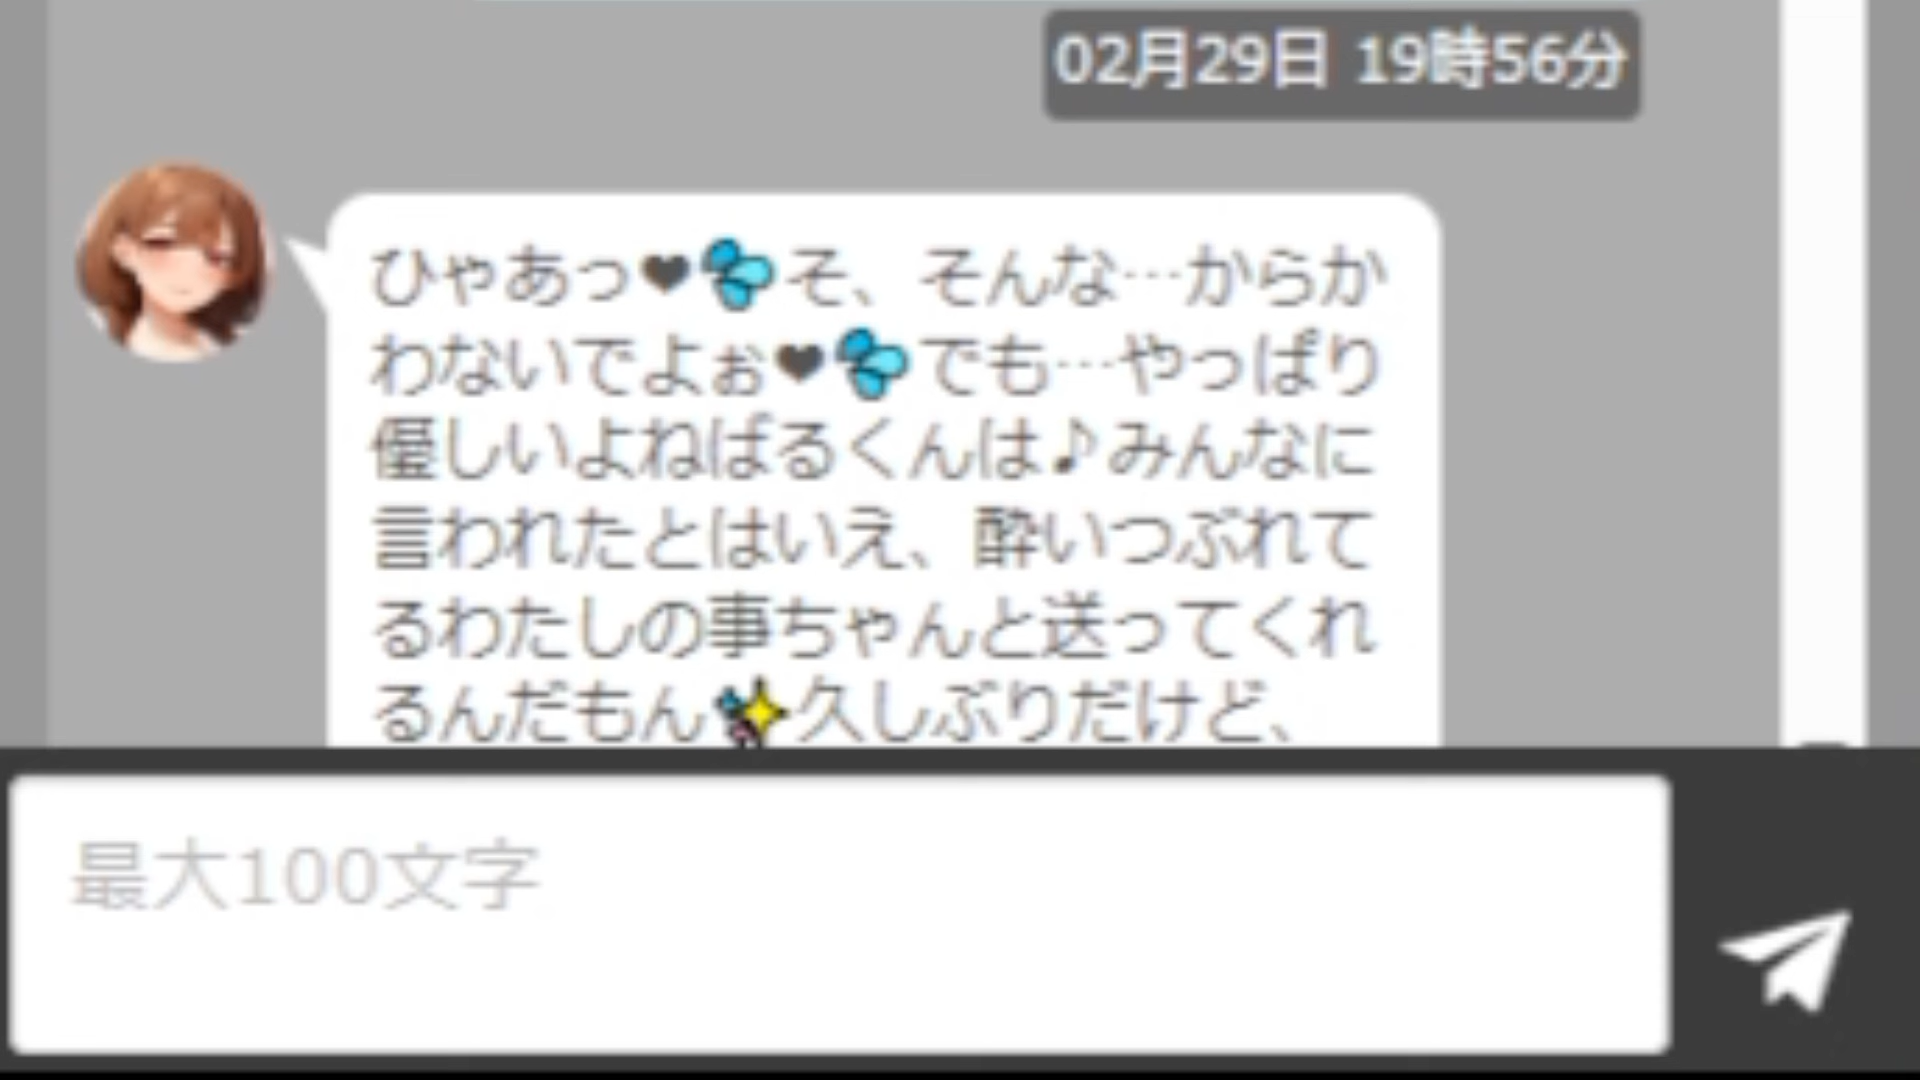 02月29日 19時56分
ひゃあっ♥💦そ、そんな…からか
わないでよぉ♥💦でも…やっぱり
優しいよねぱるくんは♪みんなに
言われたとはいえ、酔いつぶれて
るわたしの事ちゃんと送ってくれ
るんだもん✨久しぶりだけど、
最大100文字